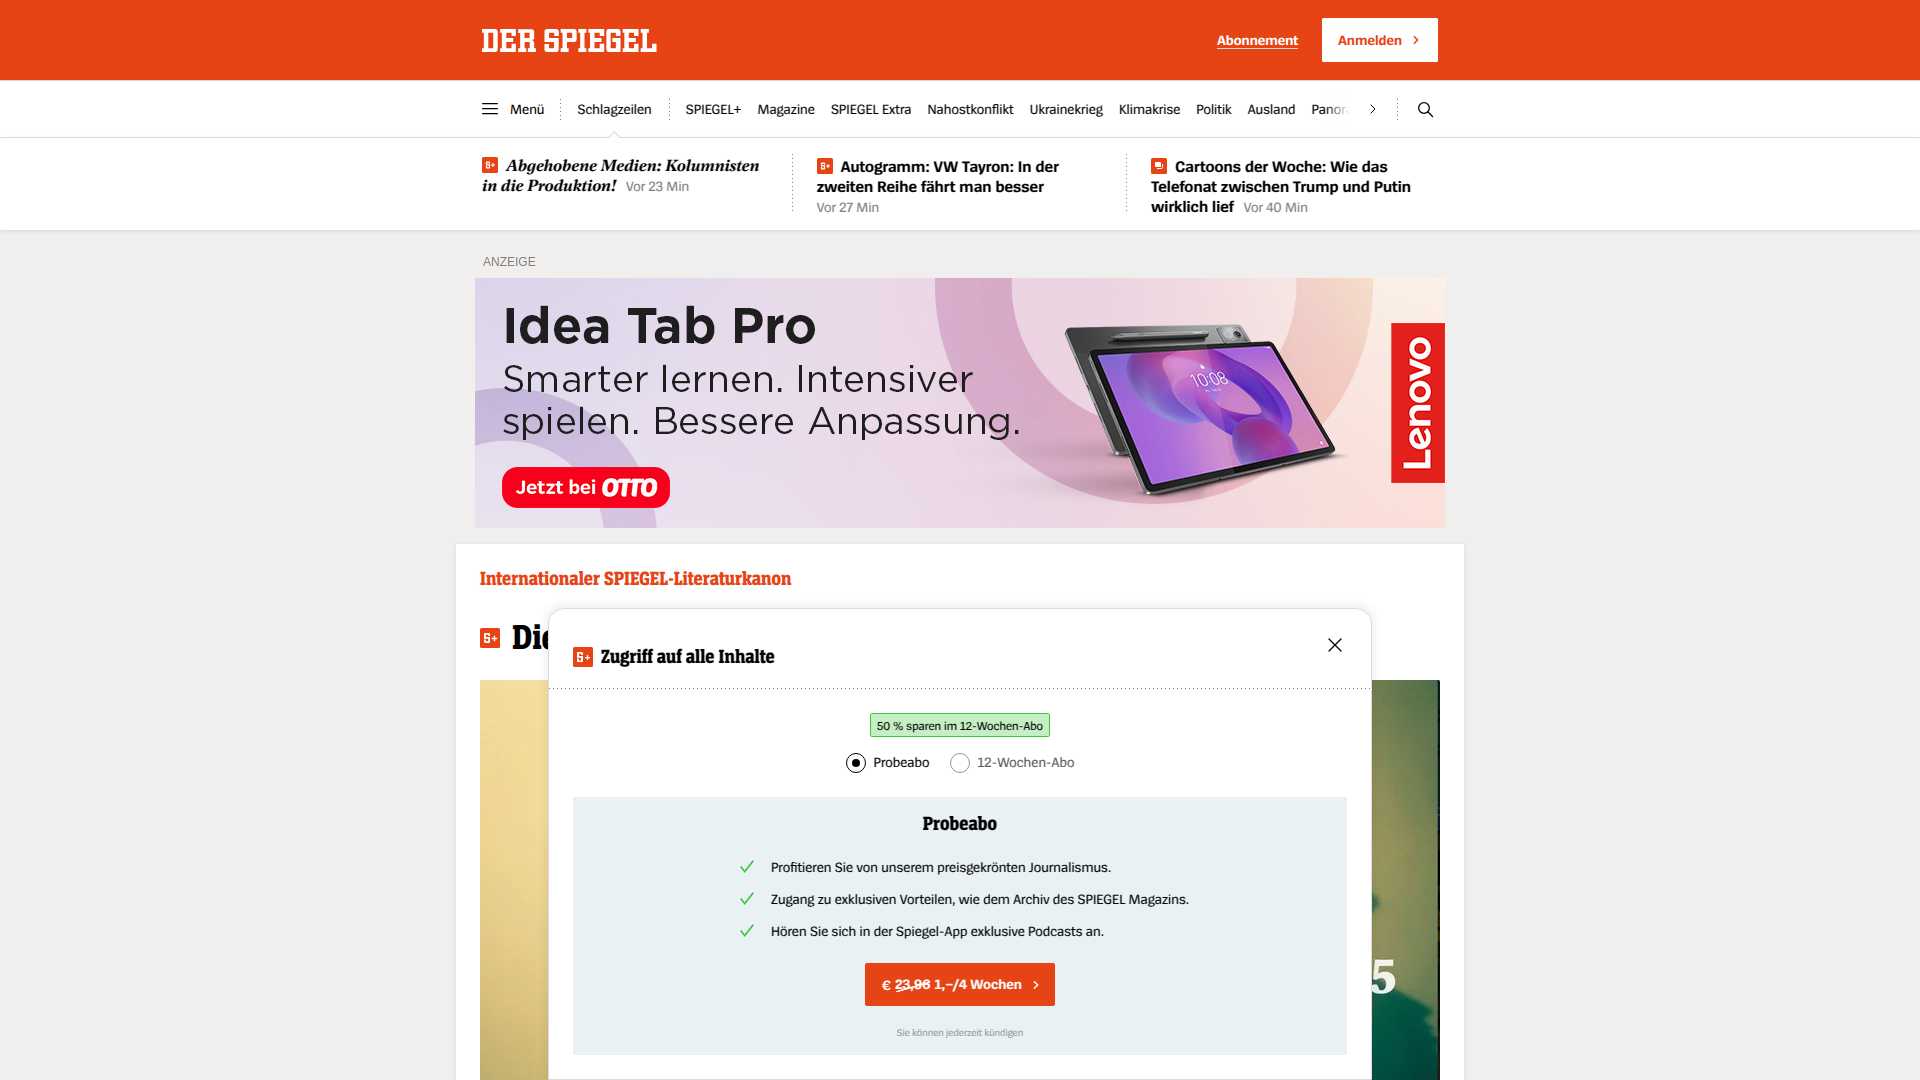 DER SPIEGEL
Abonnement
Anmelden
Menü
Schlagzeilen
SPIEGEL+
Magazine
SPIEGEL Extra
Nahostkonflikt
Ukrainekrieg
Klimakrise
Politik
Ausland
Abgehobene Medien: Kolumnisten
in die Produktion! Vor 23 Min
Autogramm: VW Tayron: In der
zweiten Reihe fährt man besser
Vor 27 Min
Cartoons der Woche: Wie das
Telefonat zwischen Trump und Putin
wirklich lief Vor 40 Min
ANZEIGE
Idea Tab Pro
Smarter lernen. Intensiver
spielen. Bessere Anpassung.
Jetzt bei OTTO
10:08
Lenovo
Internationaler SPIEGEL-Literaturkanon
Die
Zugriff auf alle Inhalte
50 % sparen im 12-Wochen-Abo
Probeabo
12-Wochen-Abo
Probeabo
Profitieren Sie von unserem preisgekrönten Journalismus.
Zugang zu exklusiven Vorteilen, wie dem Archiv des SPIEGEL Magazins.
Hören Sie sich in der Spiegel-App exklusive Podcasts an.
€ 23,96 1,–/4 Wochen
Sie können jederzeit kündigen
5